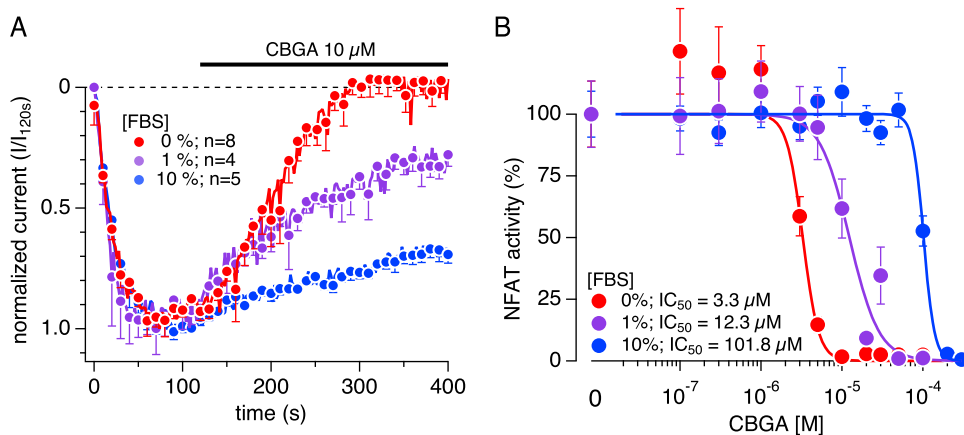 A
CBGA 10 µM
normalized current (I/I120s)
0
0.5
1.0
[FBS]
0 %; n=8
1 %; n=4
10 %; n=5
0
100
200
300
400
time (s)
B
NFAT activity (%)
100
75
50
25
0
[FBS]
0%; IC50 = 3.3 µM
1%; IC50 = 12.3 µM
10%; IC50 = 101.8 µM
0
10-7
10-6
10-5
10-4
CBGA [M]